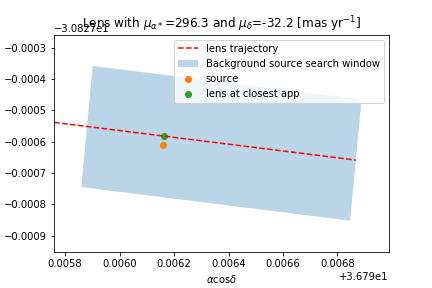 Lens with μα*=296.3 and μδ=-32.2 [mas yr⁻¹]
−3.0827e1
lens trajectory
Background source search window
source
lens at closest app
−0.0003
−0.0004
−0.0005
−0.0006
−0.0007
−0.0008
−0.0009
0.0058 0.0060 0.0062 0.0064 0.0066 0.0068
+3.679e1
αcosδ